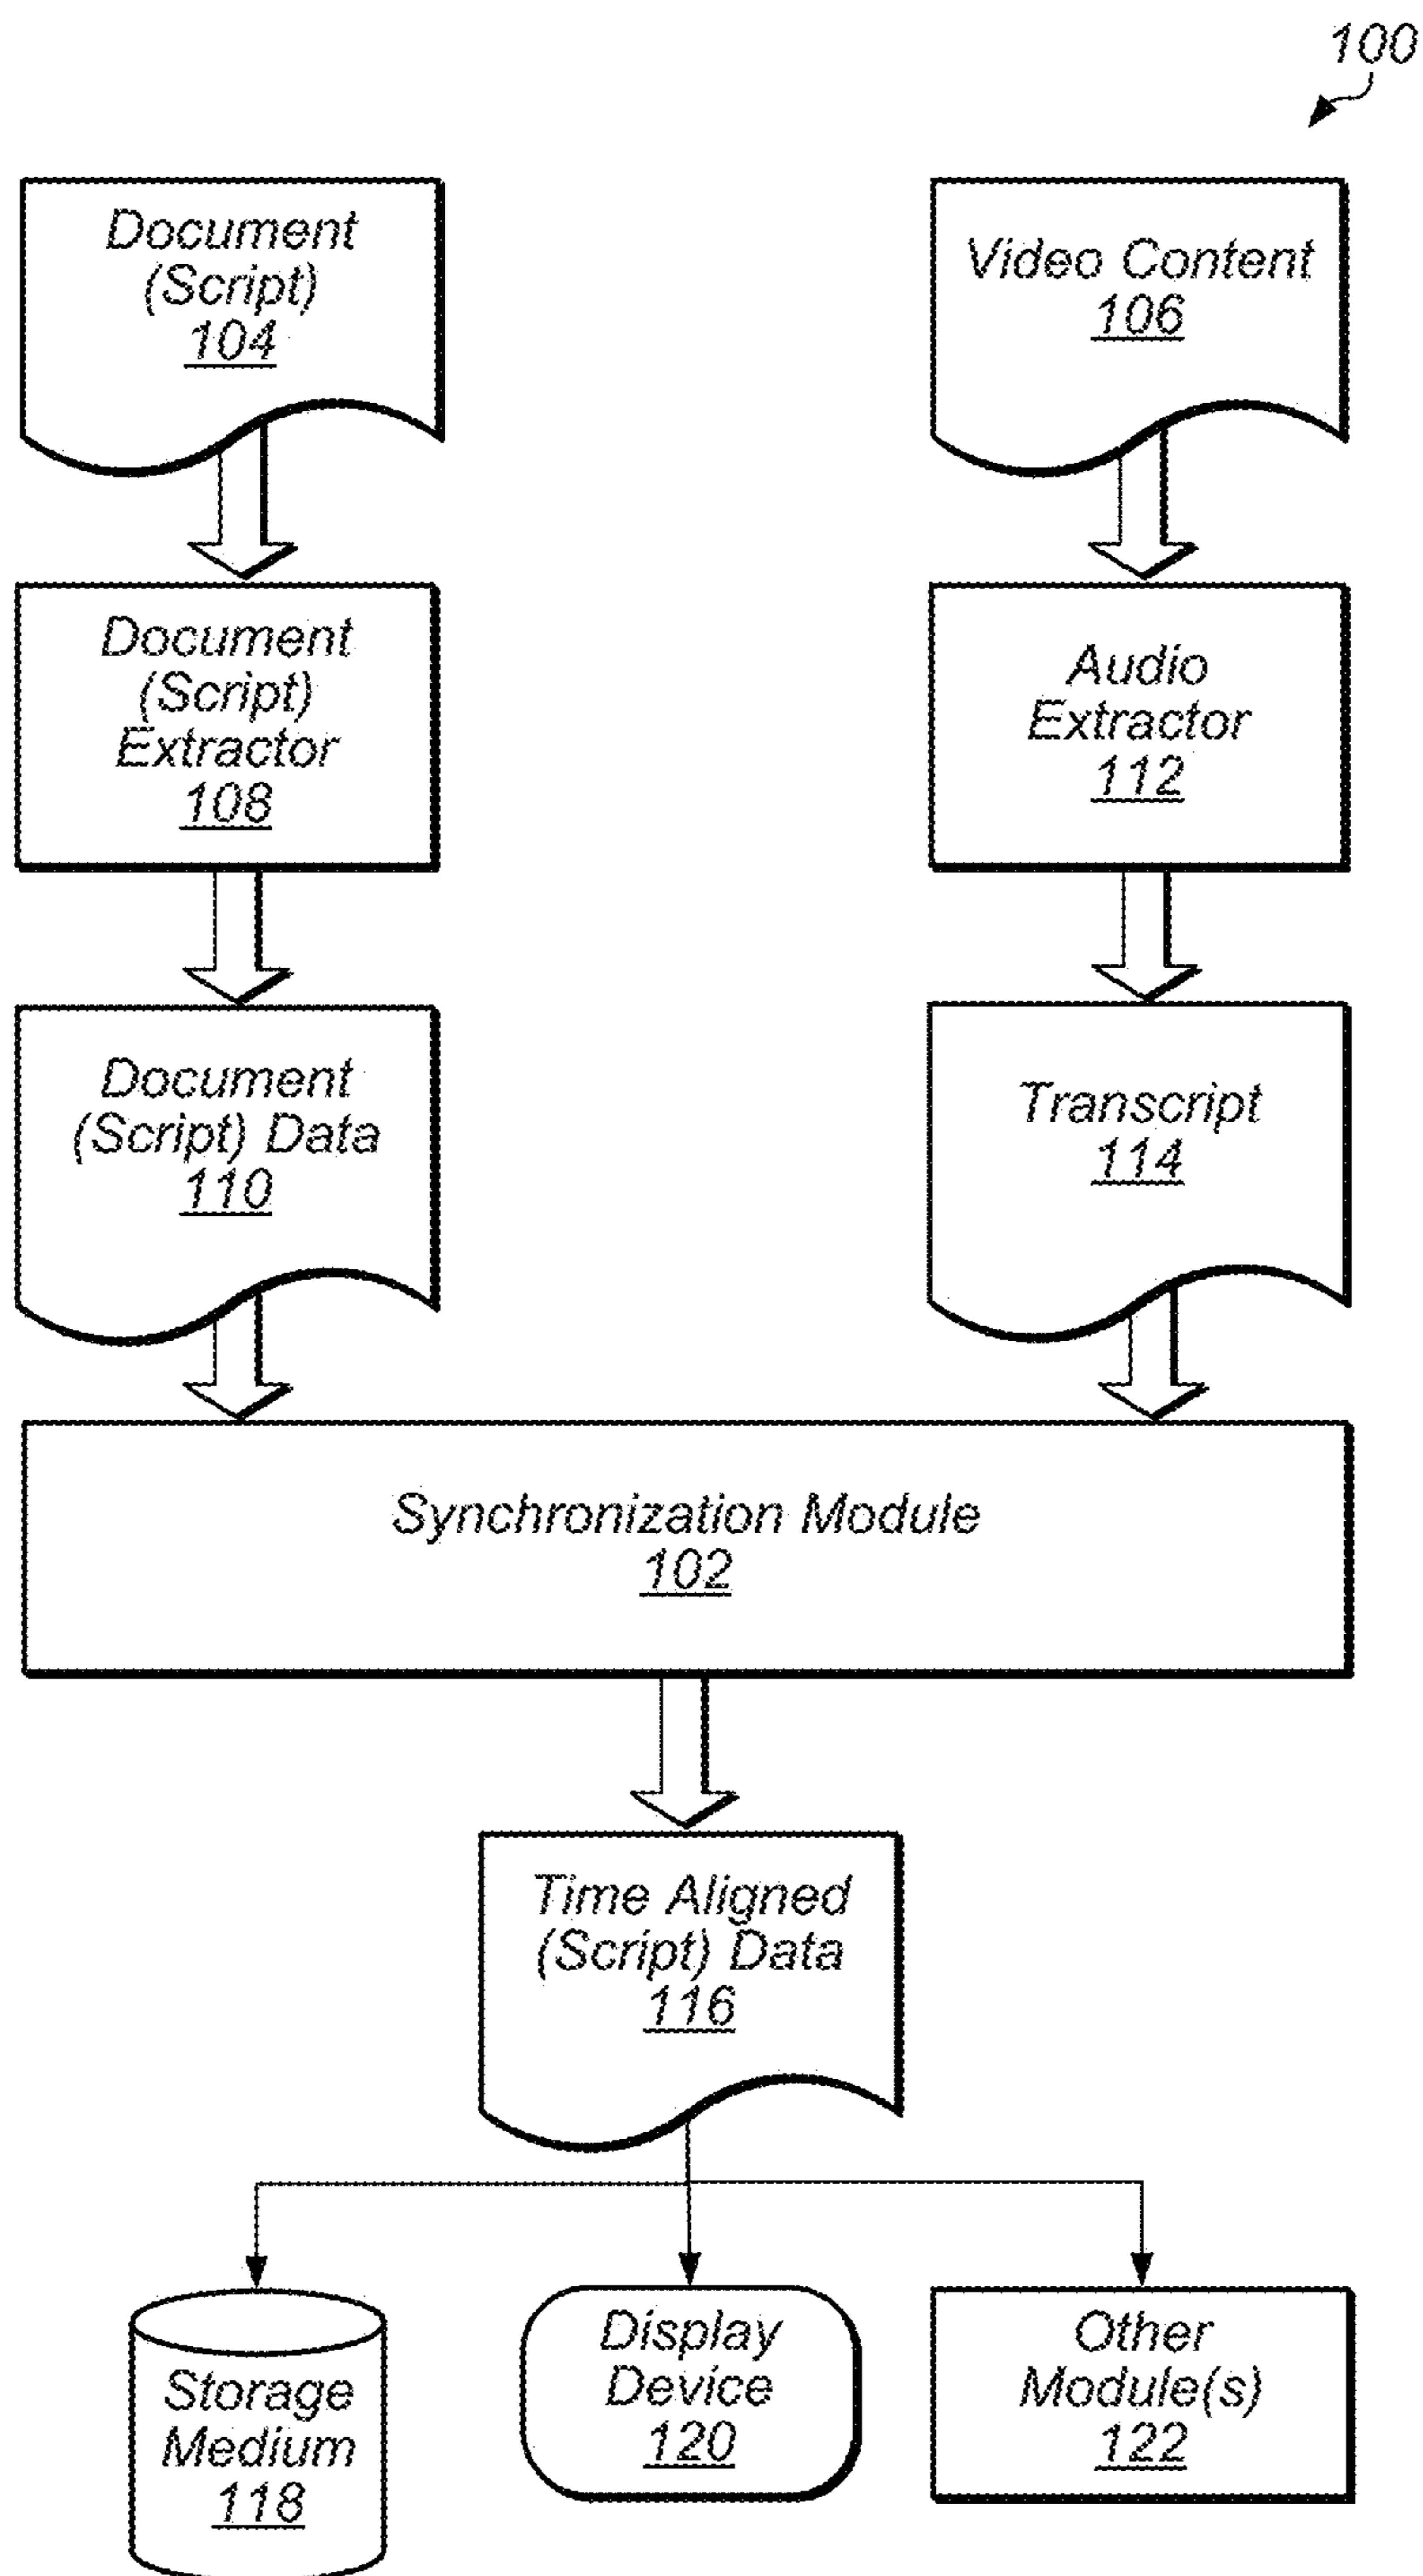 100
Document
(Script)
104
Video Content
106
Document
(Script)
Extractor
108
Audio
Extractor
112
Document
(Script) Data
110
Transcript
114
Synchronization Module
102
Time Aligned
(Script) Data
116
Storage
Medium
118
Display
Device
120
Other
Module(s)
122